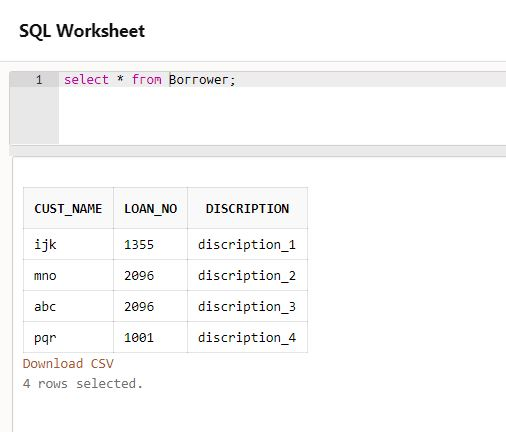 SQL Worksheet
1 select * from Borrower;
CUST_NAME LOAN_NO DISCRIPTION
ijk 1355 discription_1
mno 2096 discription_2
abc 2096 discription_3
pqr 1001 discription_4
Download CSV
4 rows selected.